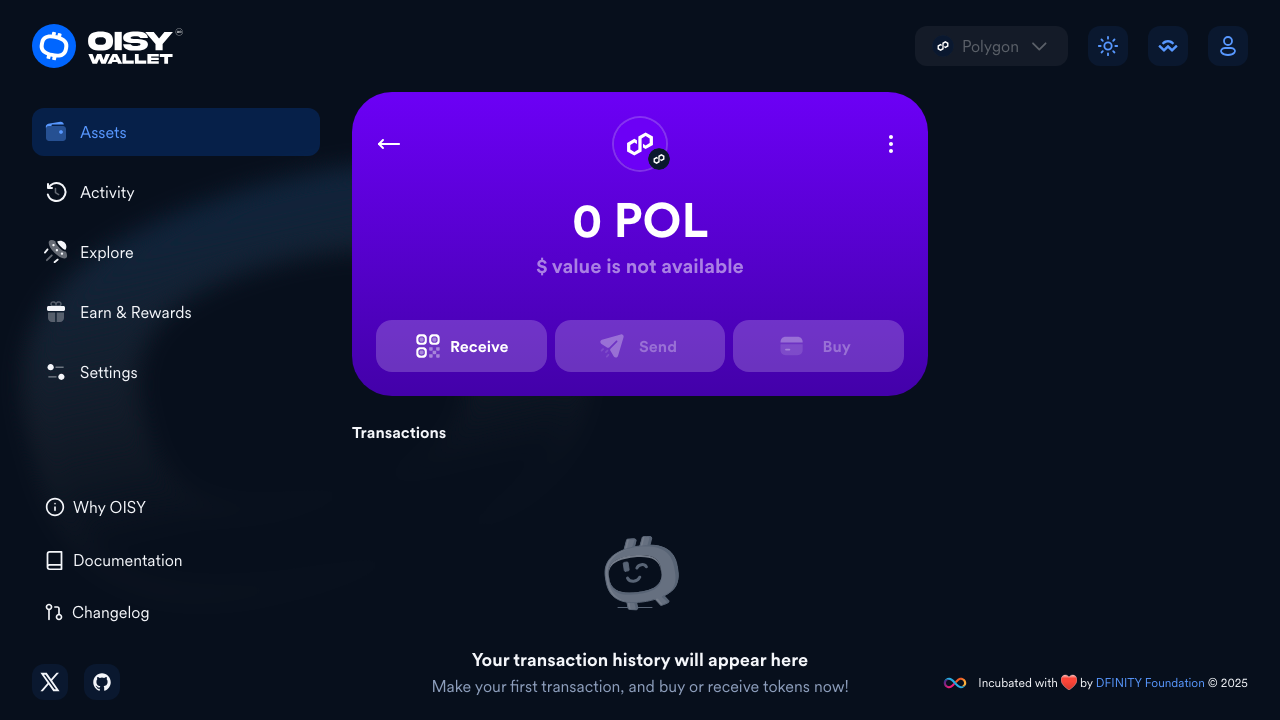 OISY
WALLET
Polygon
Assets
Activity
Explore
Earn & Rewards
Settings
Why OISY
Documentation
Changelog
0 POL
$ value is not available
Receive
Send
Buy
Transactions
Your transaction history will appear here
Make your first transaction, and buy or receive tokens now!
Incubated with ❤️ by DFINITY Foundation © 2025